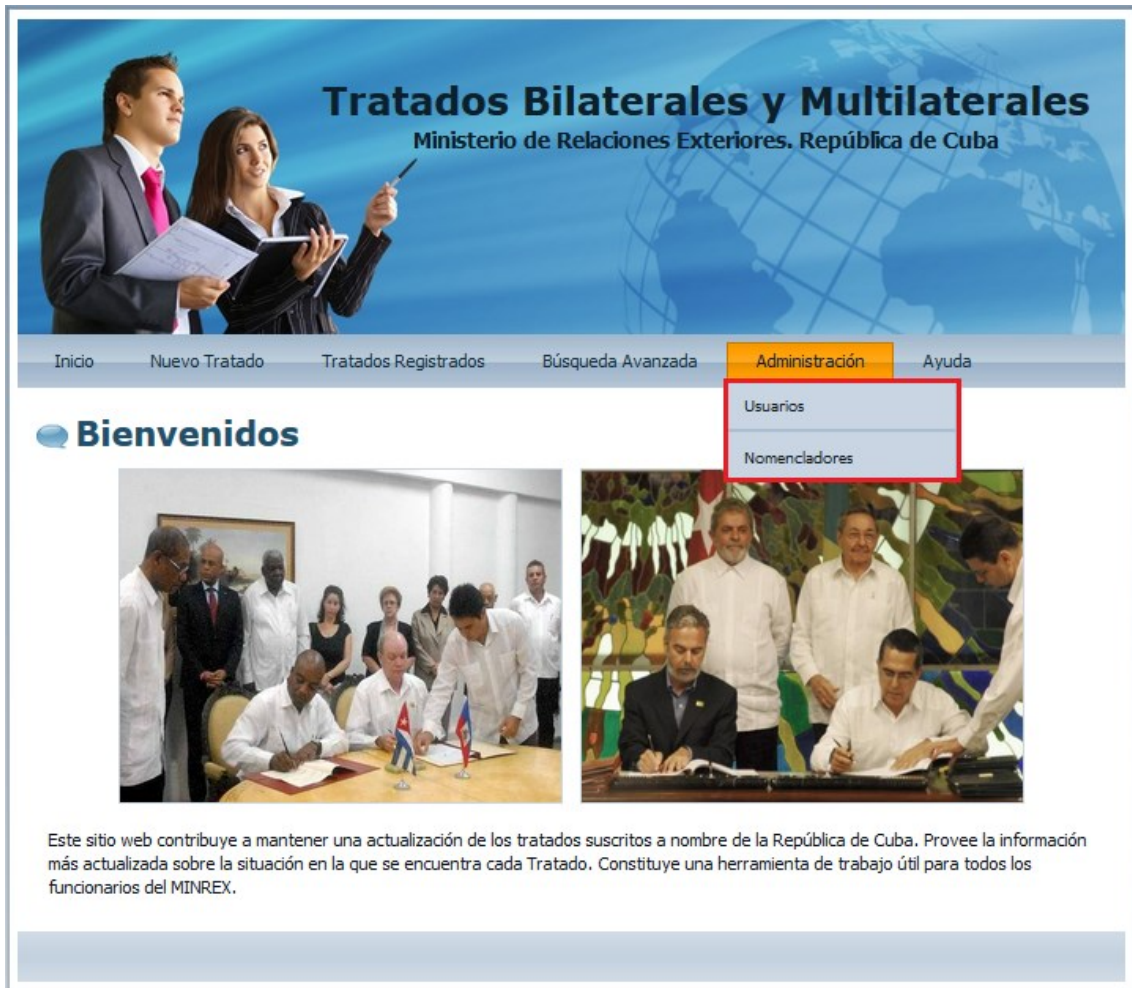 Tratados Bilaterales y Multilaterales
Ministerio de Relaciones Exteriores. República de Cuba
Inicio Nuevo Tratado Tratados Registrados Búsqueda Avanzada Administración Ayuda
Usuarios
Nomencladores
Bienvenidos
Este sitio web contribuye a mantener una actualización de los tratados suscritos a nombre de la República de Cuba. Provee la información
más actualizada sobre la situación en la que se encuentra cada Tratado. Constituye una herramienta de trabajo útil para todos los
funcionarios del MINREX.